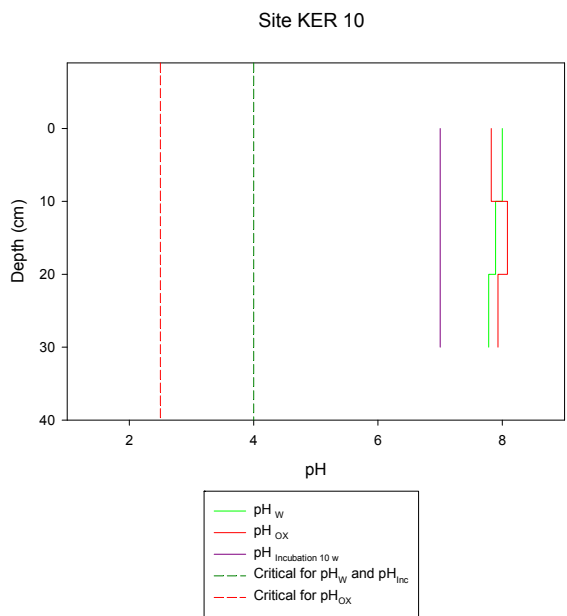 Site KER 10
Depth (cm)
0
10
20
30
40
2 4 6 8
pH
pH W
pH OX
pH Incubation 10 w
Critical for pHW and pHInc
Critical for pHOX